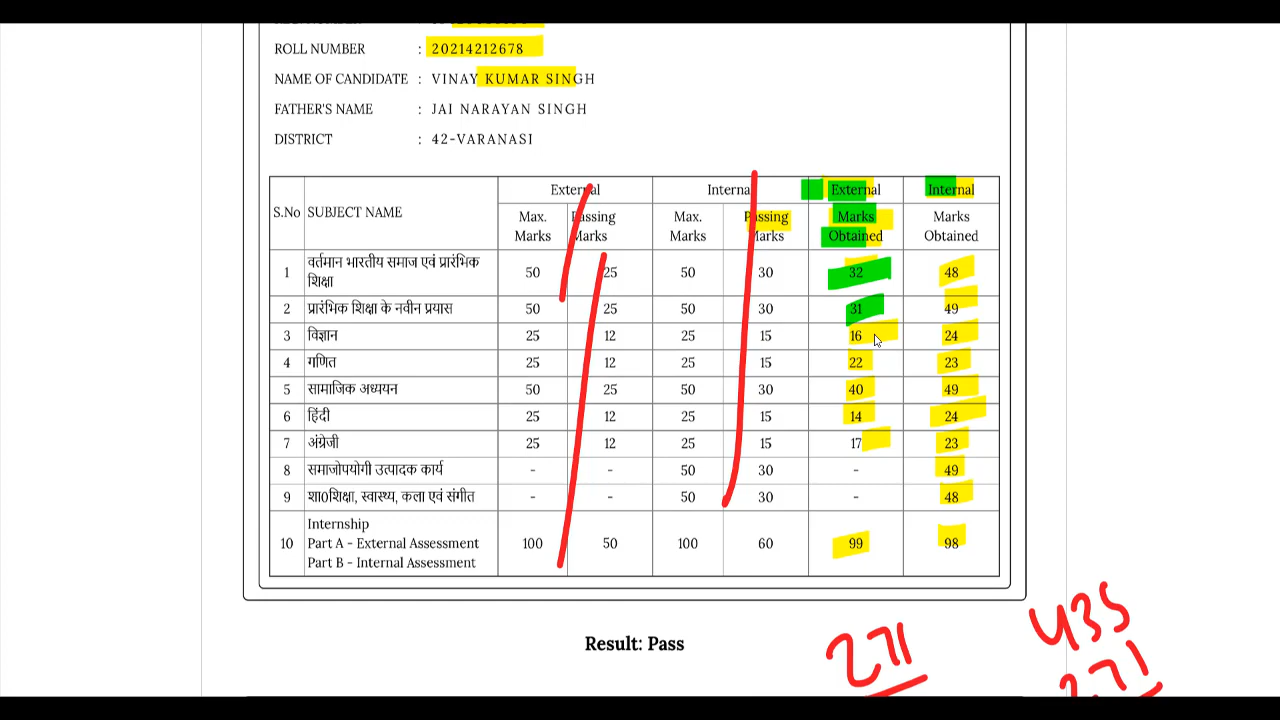 ROLL NUMBER : 20214212678
NAME OF CANDIDATE : VINAY KUMAR SINGH
FATHER'S NAME : JAI NARAYAN SINGH
DISTRICT : 42-VARANASI
External Internal External Internal
S.No SUBJECT NAME Max. Marks Passing Marks Max. Marks Passing Marks Marks Obtained Marks Obtained
1 वर्तमान भारतीय समाज एवं प्रारंभिक शिक्षा 50 25 50 30 32 48
2 प्रारंभिक शिक्षा के नवीन प्रयास 50 25 50 30 31 49
3 विज्ञान 25 12 25 15 16 24
4 गणित 25 12 25 15 22 23
5 सामाजिक अध्ययन 50 25 50 30 40 49
6 हिंदी 25 12 25 15 14 24
7 अंग्रेजी 25 12 25 15 17 23
8 समाजोपयोगी उत्पादक कार्य - - 50 30 - 49
9 शा0शिक्षा, स्वास्थ्य, कला एवं संगीत - - 50 30 - 48
Internship
10 Part A - External Assessment 100 50 100 60 99 98
Part B - Internal Assessment
Result: Pass
271
435
271